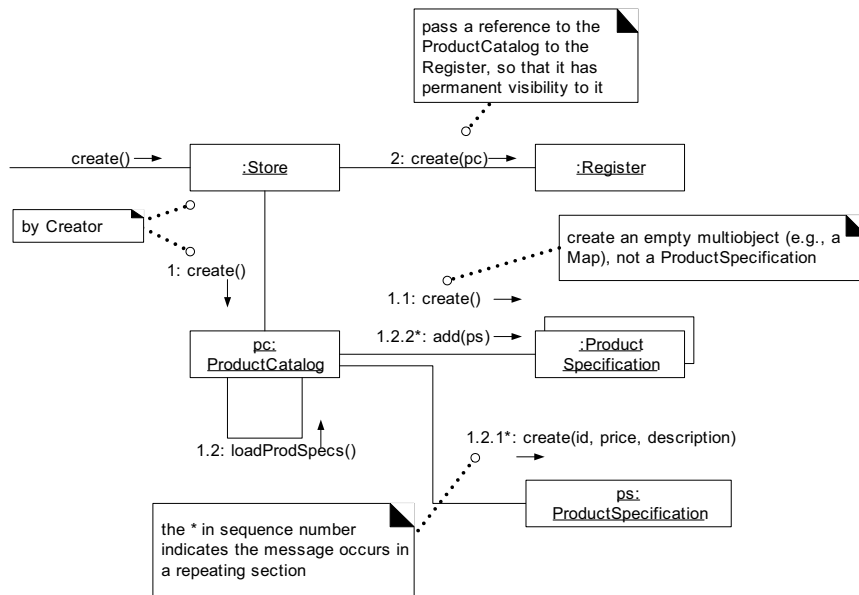 pass a reference to the
ProductCatalog to the
Register, so that it has
permanent visibility to it
create()
:Store
2: create(pc)
:Register
by Creator
create an empty multiobject (e.g., a
Map), not a ProductSpecification
1: create()
1.1: create()
1.2.2*: add(ps)
pc:
ProductCatalog
:Product
Specification
1.2: loadProdSpecs()
1.2.1*: create(id, price, description)
ps:
ProductSpecification
the * in sequence number
indicates the message occurs in
a repeating section